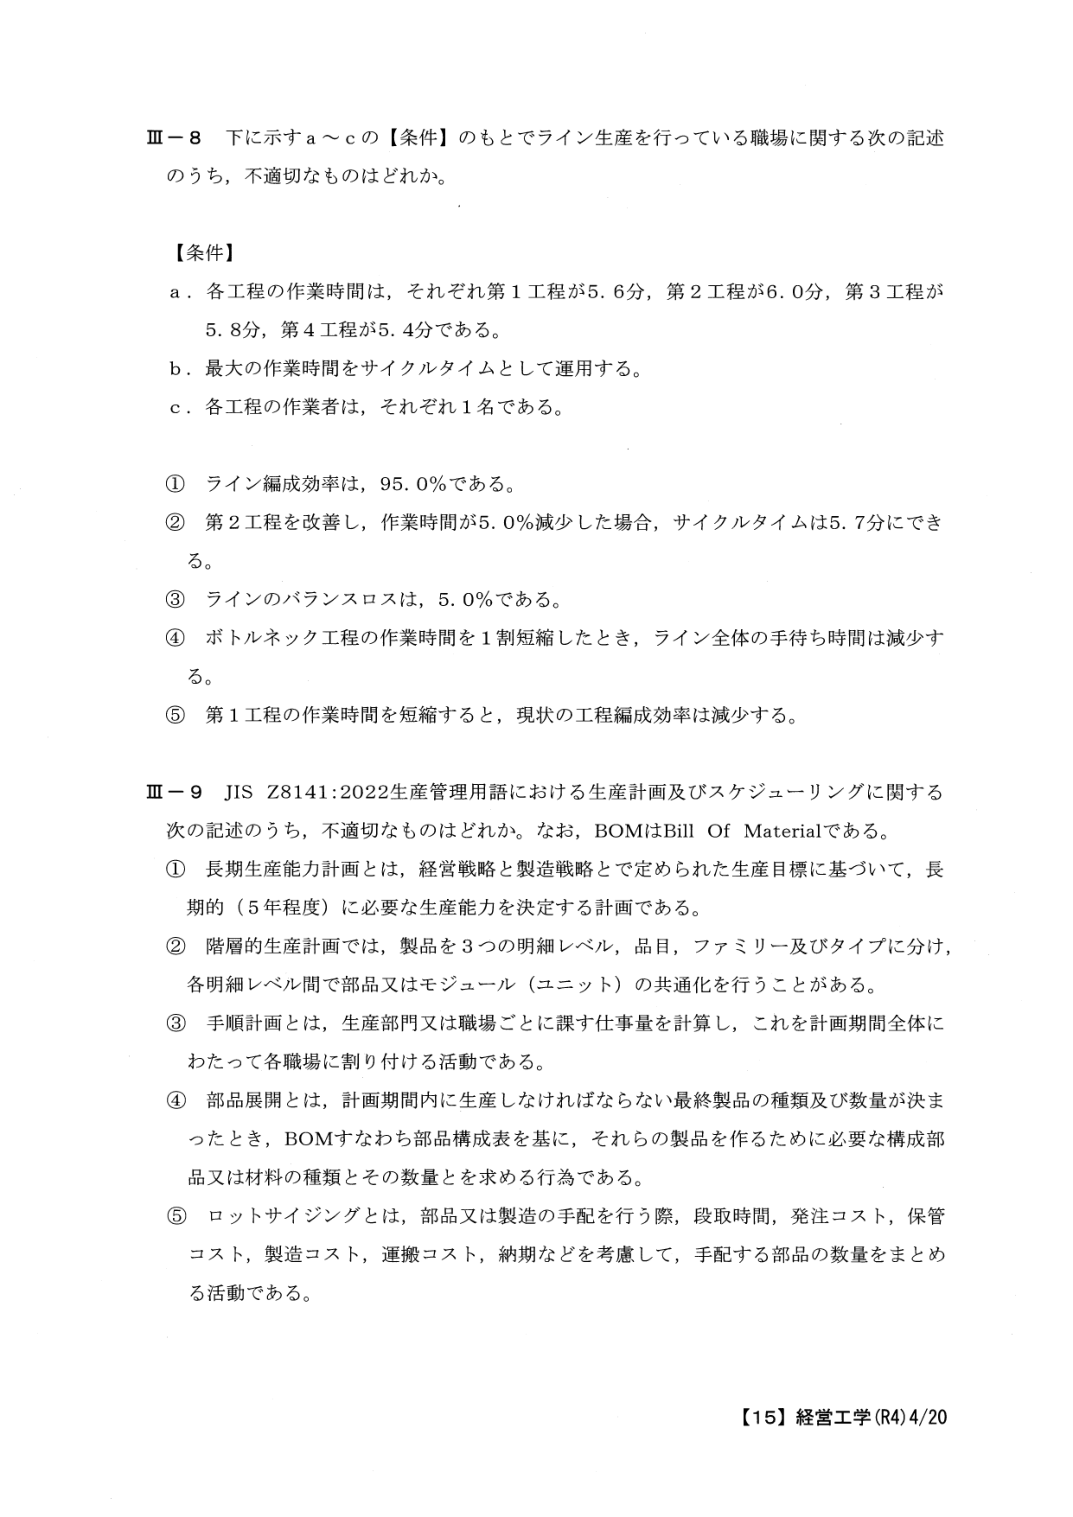 Ⅲ－８　下に示すａ～ｃの【条件】のもとでライン生産を行っている職場に関する次の記述
のうち，不適切なものはどれか。
【条件】
ａ．各工程の作業時間は，それぞれ第１工程が5.6分，第２工程が6.0分，第３工程が
5.8分，第４工程が5.4分である。
ｂ．最大の作業時間をサイクルタイムとして運用する。
ｃ．各工程の作業者は，それぞれ１名である。
①　ライン編成効率は，95.0％である。
②　第２工程を改善し，作業時間が5.0％減少した場合，サイクルタイムは5.7分にでき
る。
③　ラインのバランスロスは，5.0％である。
④　ボトルネック工程の作業時間を１割短縮したとき，ライン全体の手待ち時間は減少す
る。
⑤　第１工程の作業時間を短縮すると，現状の工程編成効率は減少する。
Ⅲ－９　JIS Z8141:2022生産管理用語における生産計画及びスケジューリングに関する
次の記述のうち，不適切なものはどれか。なお，BOMはBill Of Materialである。
①　長期生産能力計画とは，経営戦略と製造戦略とで定められた生産目標に基づいて，長
期的（５年程度）に必要な生産能力を決定する計画である。
②　階層的生産計画では，製品を３つの明細レベル，品目，ファミリー及びタイプに分け，
各明細レベル間で部品又はモジュール（ユニット）の共通化を行うことがある。
③　手順計画とは，生産部門又は職場ごとに課す仕事量を計算し，これを計画期間全体に
わたって各職場に割り付ける活動である。
④　部品展開とは，計画期間内に生産しなければならない最終製品の種類及び数量が決ま
ったとき，BOMすなわち部品構成表を基に，それらの製品を作るために必要な構成部
品又は材料の種類とその数量とを求める行為である。
⑤　ロットサイジングとは，部品又は製造の手配を行う際，段取時間，発注コスト，保管
コスト，製造コスト，運搬コスト，納期などを考慮して，手配する部品の数量をまとめ
る活動である。
【15】経営工学(R4)4/20